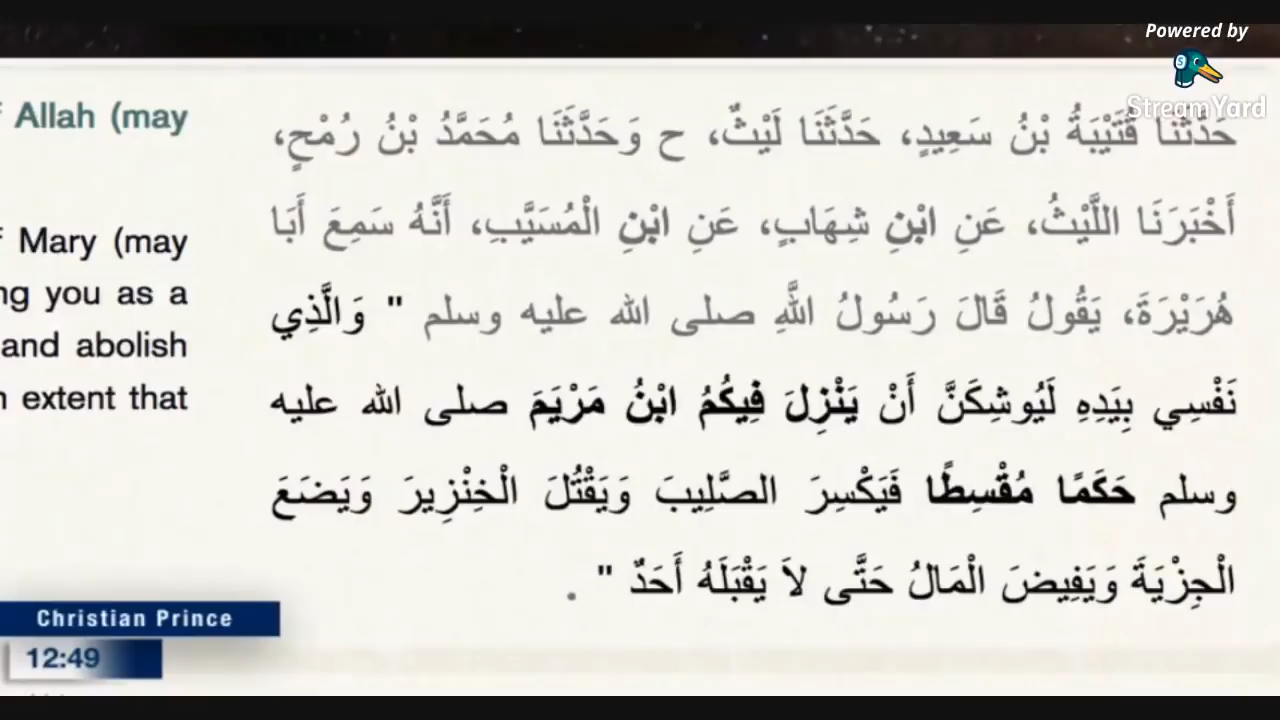 Powered by
StreamYard
f Allah (may
f Mary (may
ng you as a
and abolish
n extent that
حَدَّثَنَا قُتَيْبَةُ بْنُ سَعِيدٍ، حَدَّثَنَا لَيْثٌ، ح وَحَدَّثَنَا مُحَمَّدُ بْنُ رُمْحٍ،
أَخْبَرَنَا اللَّيْثُ، عَنِ ابْنِ شِهَابٍ، عَنِ ابْنِ الْمُسَيَّبِ، أَنَّهُ سَمِعَ أَبَا
هُرَيْرَةَ، يَقُولُ قَالَ رَسُولُ اللَّهِ صلى الله عليه وسلم " وَالَّذِي
نَفْسِي بِيَدِهِ لَيُوشِكَنَّ أَنْ يَنْزِلَ فِيكُمُ ابْنُ مَرْيَمَ صلى الله عليه
وسلم حَكَمًا مُقْسِطًا فَيَكْسِرَ الصَّلِيبَ وَيَقْتُلَ الْخِنْزِيرَ وَيَضَعَ
الْجِزْيَةَ وَيَفِيضَ الْمَالُ حَتَّى لاَ يَقْبَلَهُ أَحَدٌ " .
Christian Prince
12:49